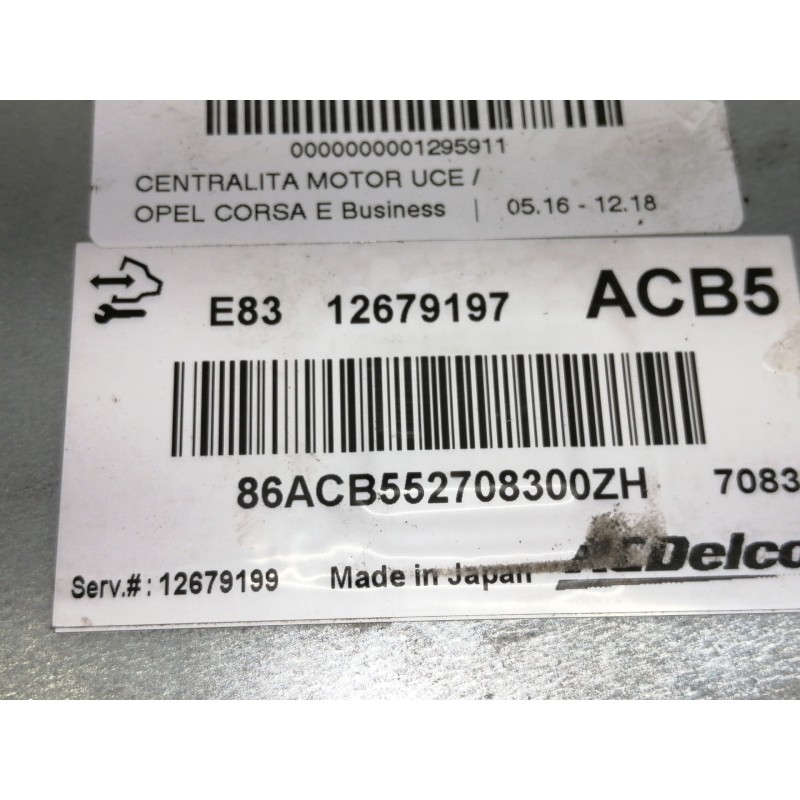 0000000001295911
CENTRALITA MOTOR UCE /
OPEL CORSA E Business | 05.16 - 12.18
E83 12679197 ACB5
86ACB552708300ZH 7083
Serv.#: 12679199 Made in Japan ACDelco